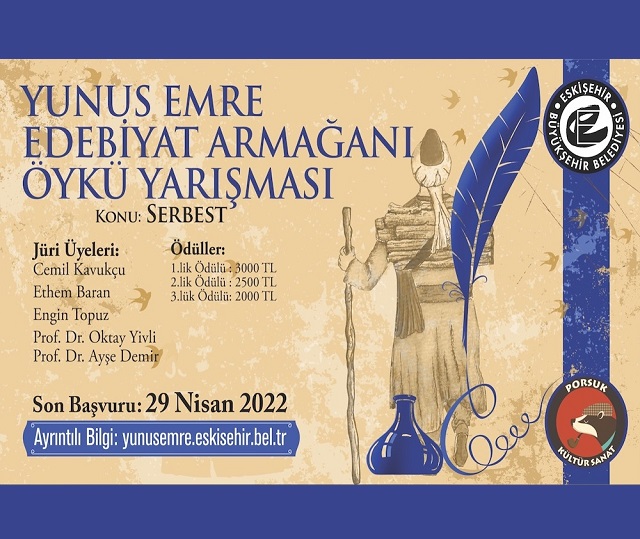 YUNUS EMRE
EDEBİYAT ARMAĞANI
ÖYKÜ YARIŞMASI
KONU: SERBEST
Jüri Üyeleri:
Cemil Kavukçu
Ethem Baran
Engin Topuz
Prof. Dr. Oktay Yivli
Prof. Dr. Ayşe Demir
Ödüller:
1.lik Ödülü : 3000 TL
2.lik Ödülü : 2500 TL
3.lük Ödülü: 2000 TL
Son Başvuru: 29 Nisan 2022
Ayrıntılı Bilgi: yunusemre.eskisehir.bel.tr
ESKİŞEHİR
BÜYÜKŞEHİR BELEDİYESİ
PORSUK
KÜLTÜR SANAT